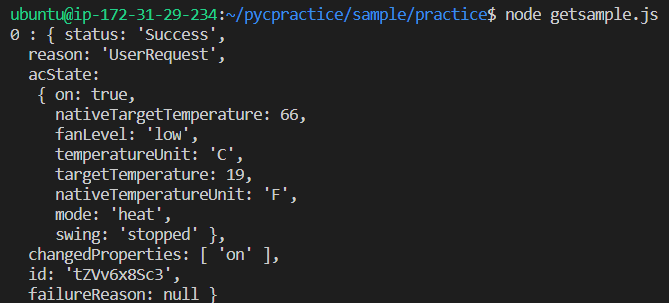 ubuntu@ip-172-31-29-234:~/pycpractice/sample/practice$ node getsample.js
0 : { status: 'Success',
  reason: 'UserRequest',
  acState:
   { on: true,
     nativeTargetTemperature: 66,
     fanLevel: 'low',
     temperatureUnit: 'C',
     targetTemperature: 19,
     nativeTemperatureUnit: 'F',
     mode: 'heat',
     swing: 'stopped' },
  changedProperties: [ 'on' ],
  id: 'tZVv6x8Sc3',
  failureReason: null }